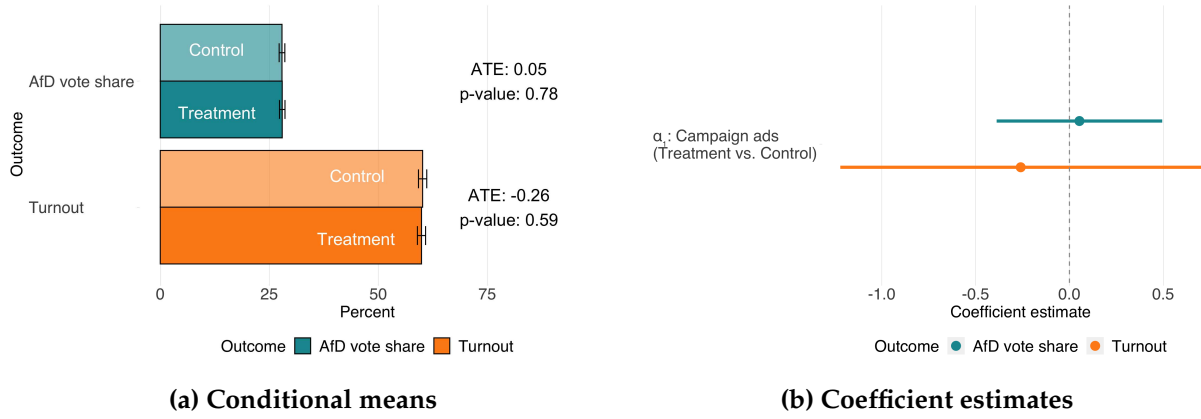 Outcome
AfD vote share
Control
Treatment
ATE: 0.05
p-value: 0.78
Turnout
Control
Treatment
ATE: -0.26
p-value: 0.59
0 25 50 75
Percent
Outcome AfD vote share Turnout
(a) Conditional means
α₁: Campaign ads
(Treatment vs. Control)
-1.0 -0.5 0.0 0.5
Coefficient estimate
Outcome AfD vote share Turnout
(b) Coefficient estimates